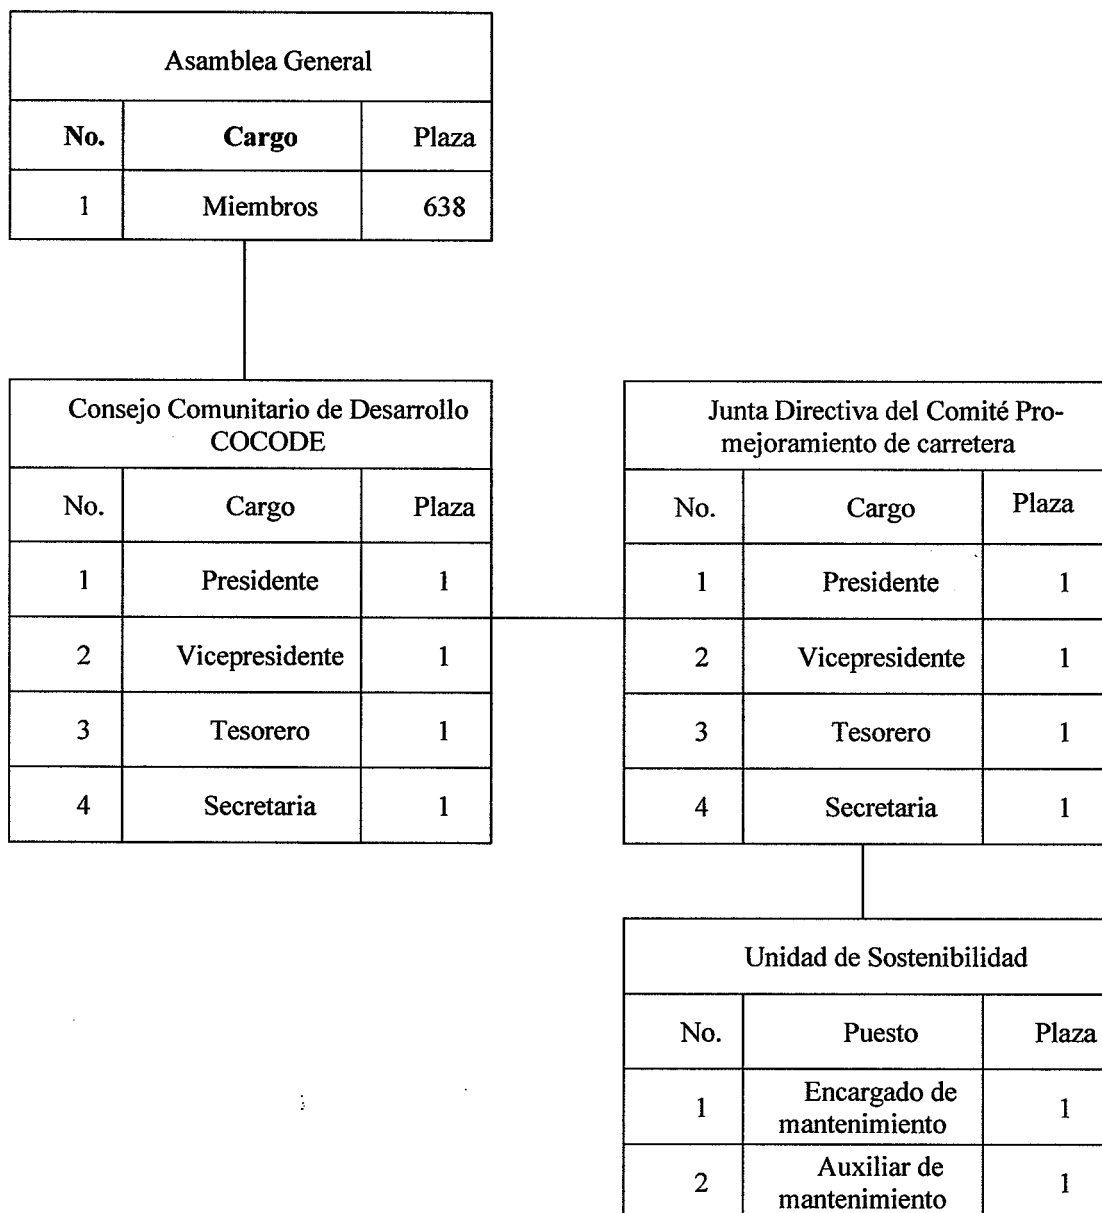 Asamblea General
No. Cargo Plaza
1 Miembros 638
Consejo Comunitario de Desarrollo
COCODE
No. Cargo Plaza
1 Presidente 1
2 Vicepresidente 1
3 Tesorero 1
4 Secretaria 1
Junta Directiva del Comité Pro-
mejoramiento de carretera
No. Cargo Plaza
1 Presidente 1
2 Vicepresidente 1
3 Tesorero 1
4 Secretaria 1
Unidad de Sostenibilidad
No. Puesto Plaza
1 Encargado de
mantenimiento 1
2 Auxiliar de
mantenimiento 1